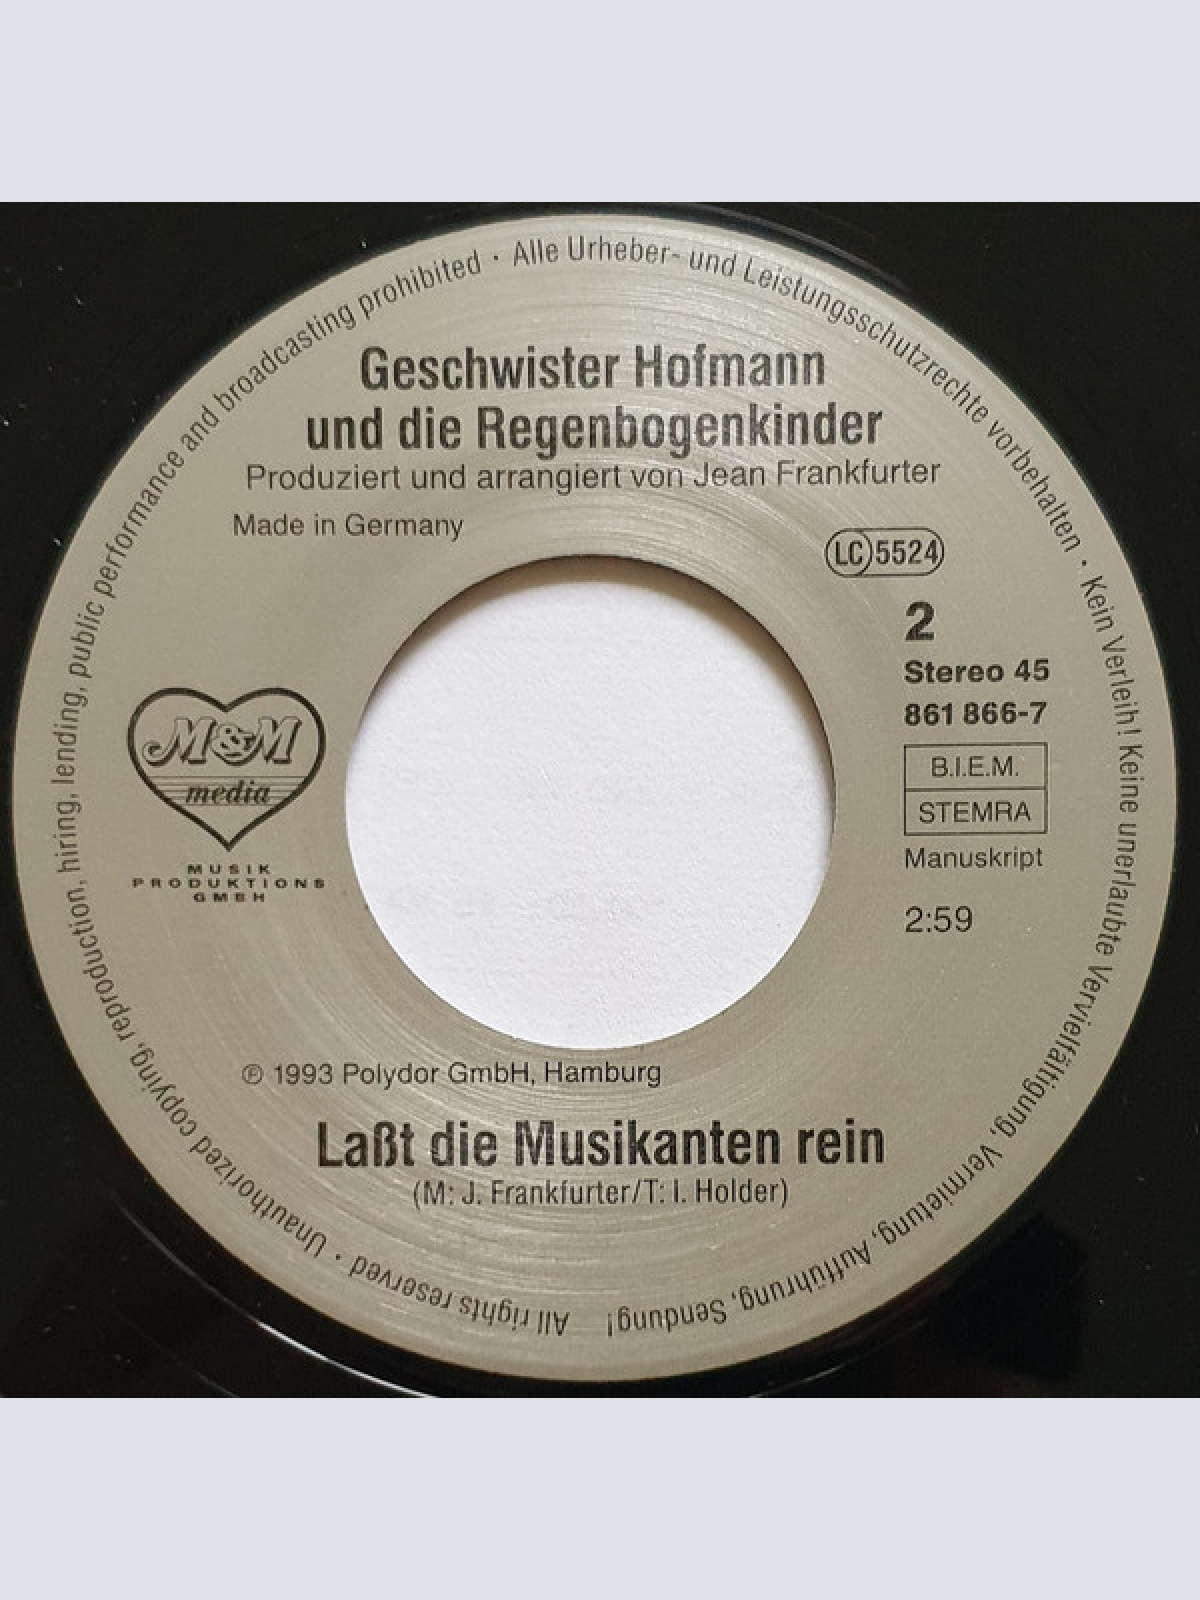 Geschwister Hofmann
und die Regenbogenkinder
Produziert und arrangiert von Jean Frankfurter
Made in Germany
LC 5524
2
Stereo 45
861 866-7
B.I.E.M.
STEMRA
Manuskript
2:59
M&M
media
MUSIK
PRODUKTIONS
GMBH
℗ 1993 Polydor GmbH, Hamburg
Laßt die Musikanten rein
(M: J. Frankfurter/T: I. Holder)
All rights reserved · Unauthorized copying, reproduction, hiring, lending, public performance and broadcasting prohibited · Alle Urheber- und Leistungsschutzrechte vorbehalten · Kein Verleih! Keine unerlaubte Vervielfältigung, Vermietung, Aufführung, Sendung!